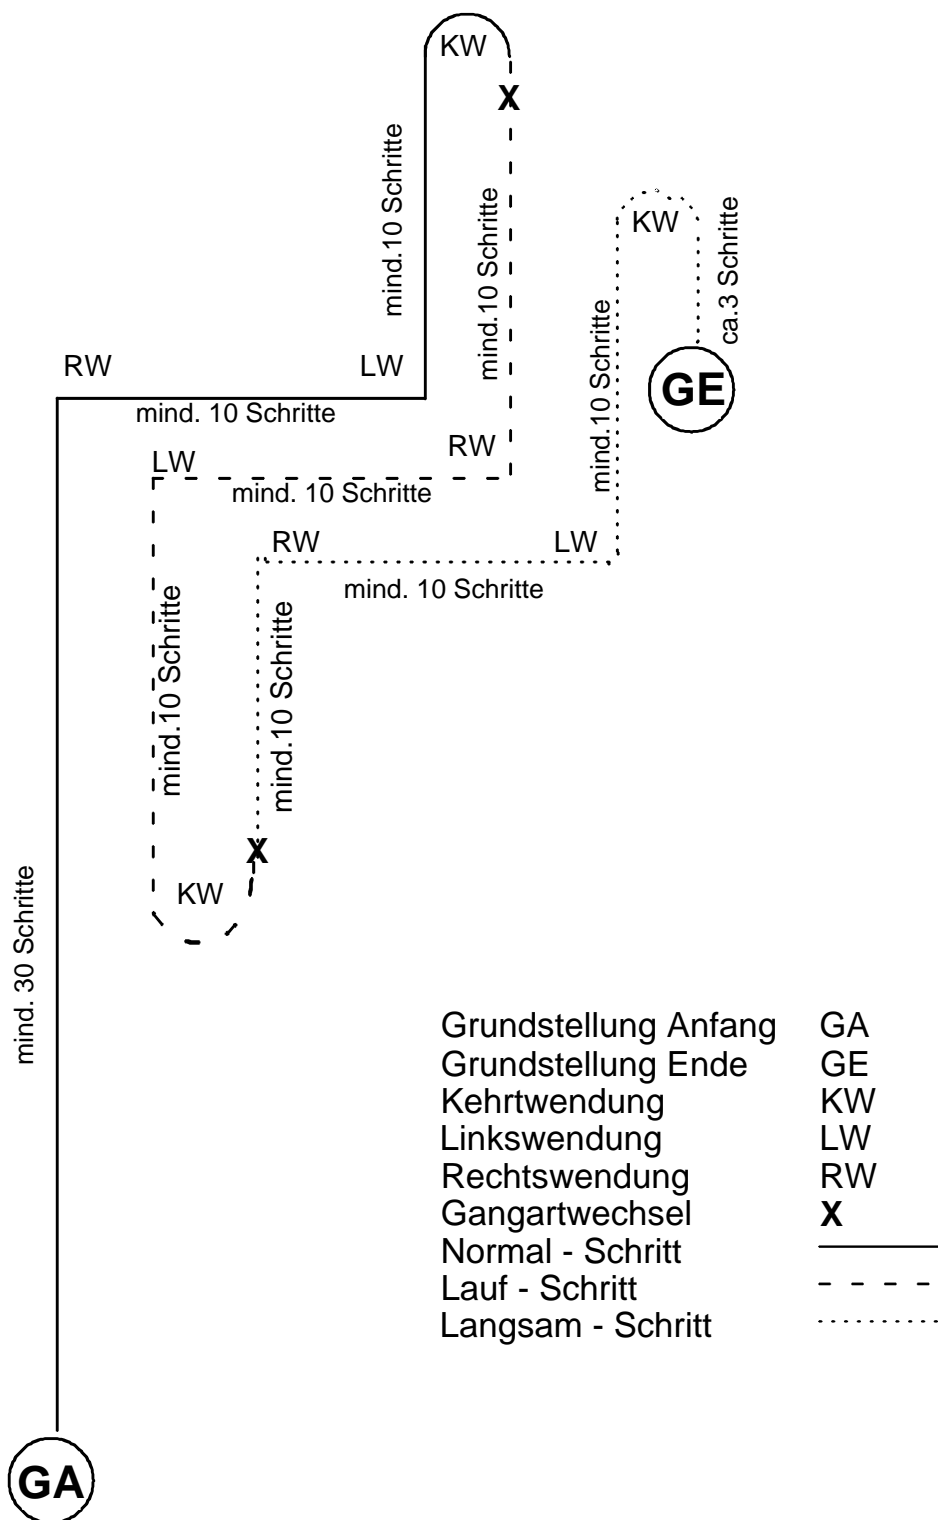 KW
X
mind.10 Schritte
mind.10 Schritte
KW
ca.3 Schritte
mind.10 Schritte
GE
RW
LW
mind. 10 Schritte
RW
LW
mind. 10 Schritte
RW
LW
mind. 10 Schritte
mind.10 Schritte
mind.10 Schritte
X
KW
mind. 30 Schritte
Grundstellung Anfang GA
Grundstellung Ende GE
Kehrtwendung KW
Linkswendung LW
Rechtswendung RW
Gangartwechsel X
Normal - Schritt
Lauf - Schritt
Langsam - Schritt
GA